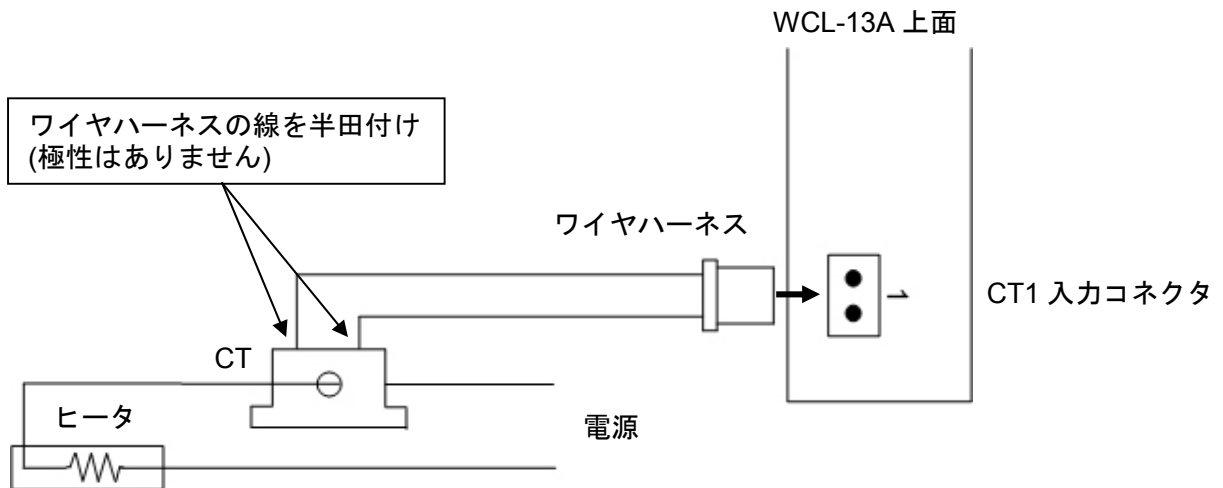 WCL-13A 上面
ワイヤハーネスの線を半田付け
(極性はありません)
ワイヤハーネス
1
CT1 入力コネクタ
CT
ヒータ
電源